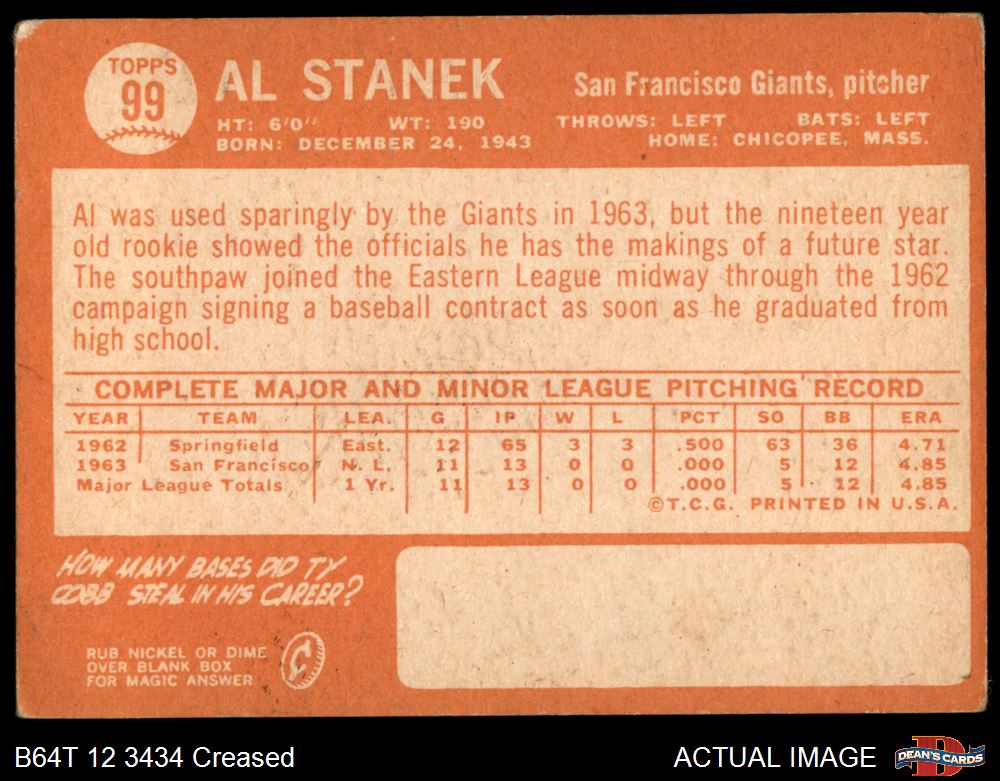 TOPPS
99
AL STANEK
San Francisco Giants, pitcher
HT: 6'0" WT: 190
THROWS: LEFT BATS: LEFT
BORN: DECEMBER 24, 1943
HOME: CHICOPEE, MASS.
Al was used sparingly by the Giants in 1963, but the nineteen year
old rookie showed the officials he has the makings of a future star.
The southpaw joined the Eastern League midway through the 1962
campaign signing a baseball contract as soon as he graduated from
high school.
COMPLETE MAJOR AND MINOR LEAGUE PITCHING RECORD
YEAR TEAM LEA. G IP W L PCT SO BB ERA
1962 Springfield East. 12 65 3 3 .500 63 36 4.71
1963 San Francisco N. L. 11 13 0 0 .000 5 12 4.85
Major League Totals 1 Yr. 11 13 0 0 .000 5 12 4.85
©T.C.G. PRINTED IN U.S.A.
HOW MANY BASES DID TY
COBB STEAL IN HIS CAREER?
RUB NICKEL OR DIME
OVER BLANK BOX
FOR MAGIC ANSWER
B64T 12 3434 Creased
ACTUAL IMAGE
DEAN'S CARDS